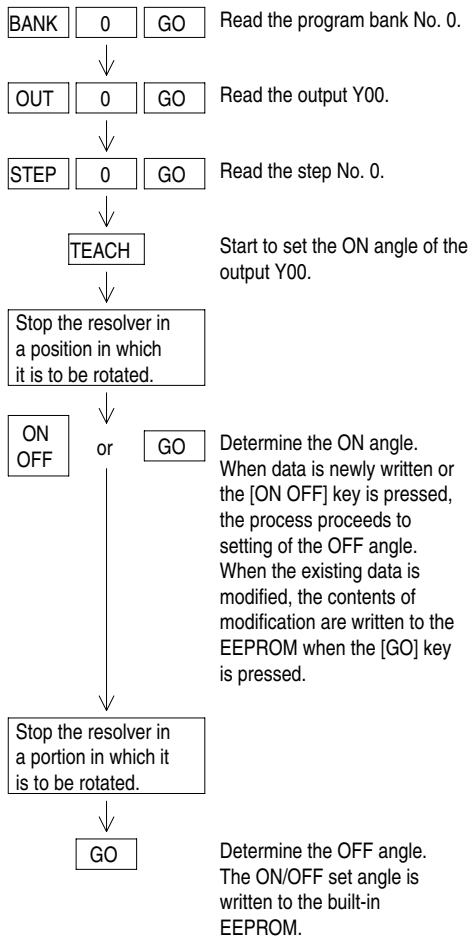 BANK 0 GO Read the program bank No. 0.
OUT 0 GO Read the output Y00.
STEP 0 GO Read the step No. 0.
TEACH Start to set the ON angle of the
output Y00.
Stop the resolver in
a position in which
it is to be rotated.
ON
OFF or GO Determine the ON angle.
When data is newly written or
the [ON OFF] key is pressed,
the process proceeds to
setting of the OFF angle.
When the existing data is
modified, the contents of
modification are written to the
EEPROM when the [GO] key
is pressed.
Stop the resolver in
a portion in which it
is to be rotated.
GO Determine the OFF angle.
The ON/OFF set angle is
written to the built-in
EEPROM.